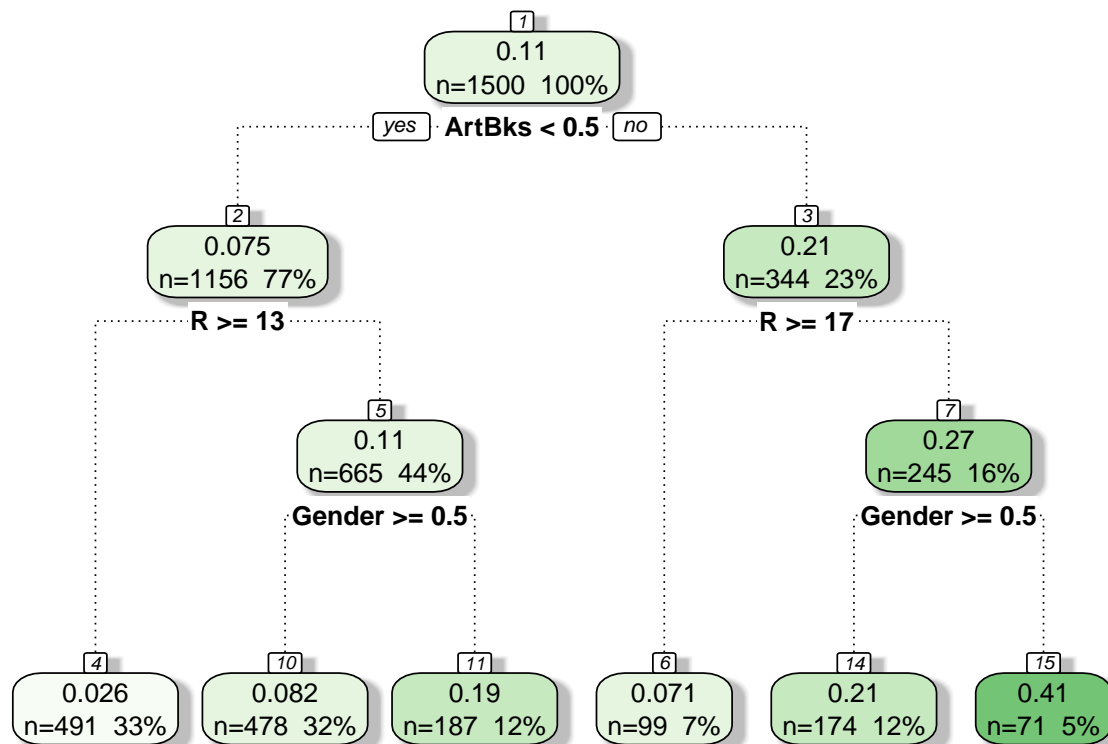 1
0.11
n=1500 100%
yes ArtBks < 0.5 no
2
0.075
n=1156 77%
R >= 13
3
0.21
n=344 23%
R >= 17
5
0.11
n=665 44%
Gender >= 0.5
7
0.27
n=245 16%
Gender >= 0.5
4
0.026
n=491 33%
10
0.082
n=478 32%
11
0.19
n=187 12%
6
0.071
n=99 7%
14
0.21
n=174 12%
15
0.41
n=71 5%